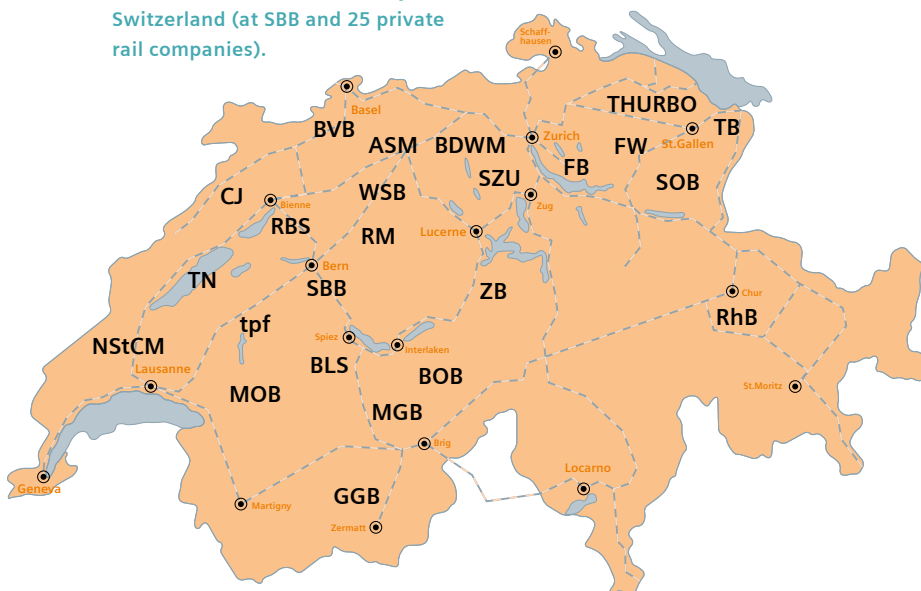 Switzerland (at SBB and 25 private
rail companies).
Schaff-
hausen
Basel
THURBO
BVB
TB
Zurich
ASM
BDWM
FW
St.Gallen
FB
SZU
SOB
WSB
CJ
Bienne
Zug
RBS
Lucerne
RM
Bern
TN
SBB
ZB
Chur
RhB
tpf
Spiez
NStCM
Interlaken
BLS
Lausanne
BOB
St.Moritz
MOB
MGB
Brig
Locarno
Geneva
GGB
Martigny
Zermatt